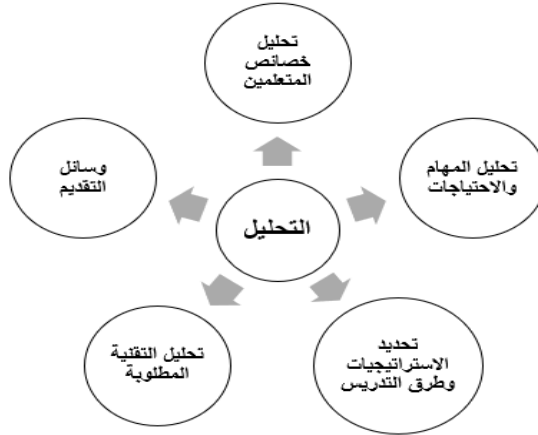 تحليل
خصائص
المتعلمين
تحليل المهام
والاحتياجات
وسائل
التقديم
التحليل
تحديد
الاستراتيجيات
وطرق التدريس
تحليل التقنية
المطلوبة